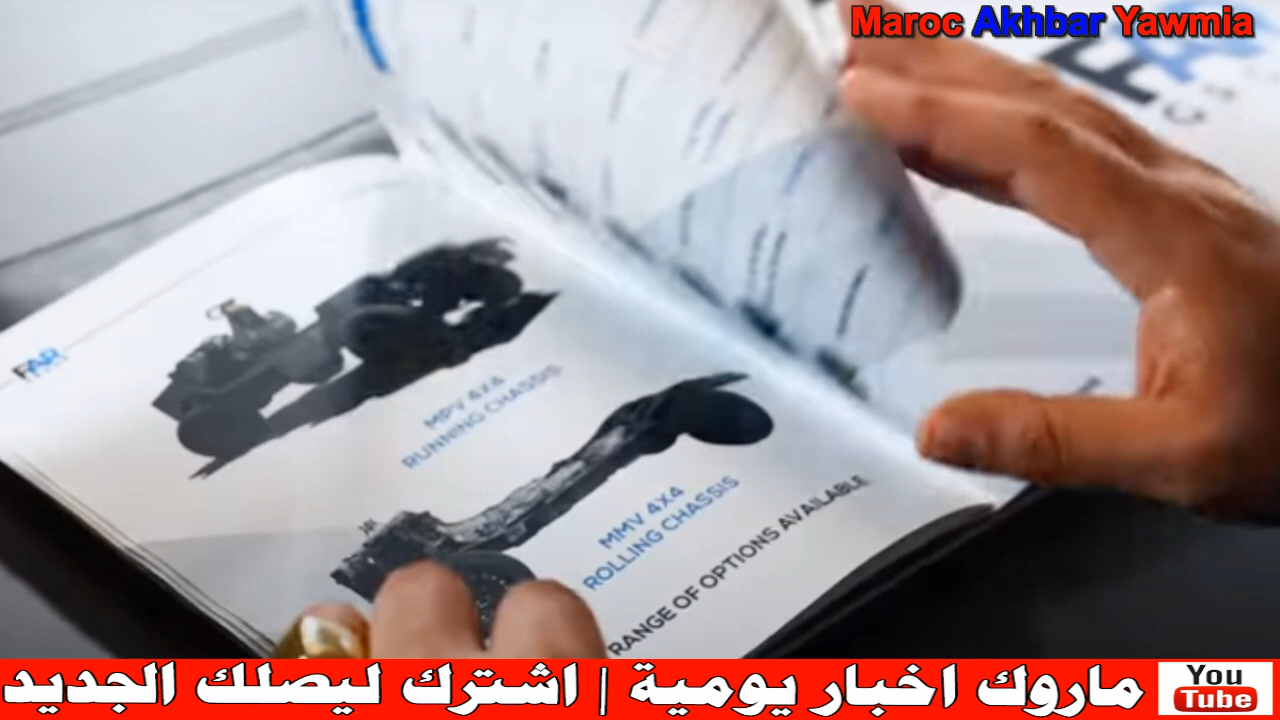 Maroc Akhbar Yawmia
FAR
MPV 4X4
RUNNING CHASSIS
MMV 4X4
ROLLING CHASSIS
RANGE OF OPTIONS AVAILABLE
ماروك اخبار يومية | اشترك ليصلك الجديد
You
Tube